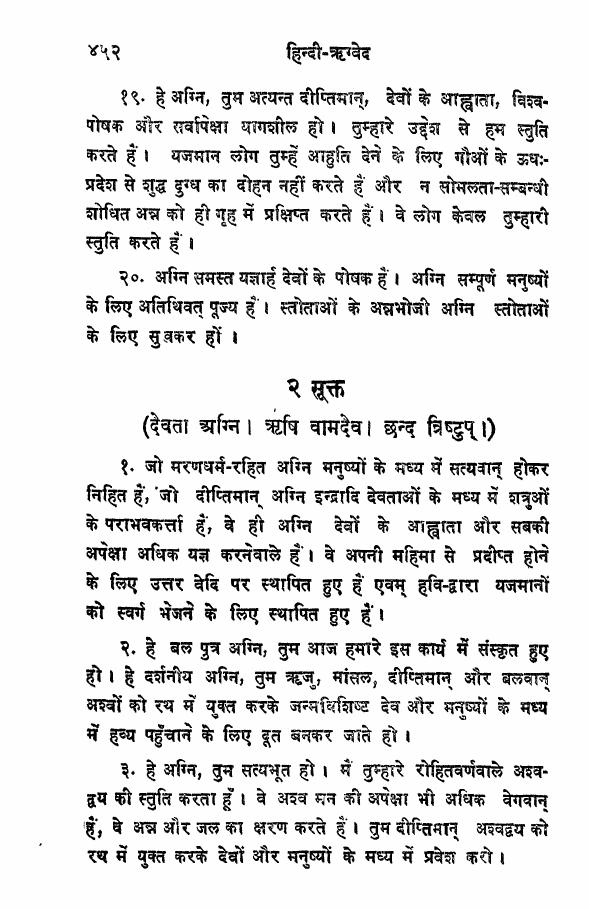 ४५२ हिन्दी-ऋग्वेद
१९. हे अग्नि, तुम अत्यन्त दीप्तिमान्, देवों के आह्वाता, विश्व-
पोषक और सर्वापेक्षा यागशील हो। तुम्हारे उद्देश से हम स्तुति
करते हैं। यजमान लोग तुम्हें आहुति देने के लिए गौओं के ऊधः-
प्रदेश से शुद्ध दुग्ध का दोहन नहीं करते हैं और न सोमलता-सम्बन्धी
शोधित अन्न को ही गृह में प्रक्षिप्त करते हैं। वे लोग केवल तुम्हारी
स्तुति करते हैं।
२०. अग्नि समस्त यज्ञार्ह देवों के पोषक हैं। अग्नि सम्पूर्ण मनुष्यों
के लिए अतिथिवत् पूज्य हैं। स्तोताओं के अन्नभोजी अग्नि स्तोताओं
के लिए सुखकर हों।
२ सूक्त
(देवता अग्नि। ऋषि वामदेव। छन्द त्रिष्टुप्।)
१. जो मरणधर्म-रहित अग्नि मनुष्यों के मध्य में सत्यवान् होकर
निहित हैं, जो दीप्तिमान् अग्नि इन्द्रादि देवताओं के मध्य में शत्रुओं
के पराभवकर्त्ता हैं, वे ही अग्नि देवों के आह्वाता और सबकी
अपेक्षा अधिक यज्ञ करनेवाले हैं। वे अपनी महिमा से प्रदीप्त होने
के लिए उत्तर वेदि पर स्थापित हुए हैं एवम् हवि-द्वारा यजमानों
को स्वर्ग भेजने के लिए स्थापित हुए हैं।
२. हे बल पुत्र अग्नि, तुम आज हमारे इस कार्य में संस्कृत हुए
हो। हे दर्शनीय अग्नि, तुम ऋजु, मांसल, दीप्तिमान् और बलवान्
अश्वों को रथ में युक्त करके जन्मविशिष्ट देव और मनुष्यों के मध्य
में हव्य पहुँचाने के लिए दूत बनकर जाते हो।
३. हे अग्नि, तुम सत्यभूत हो। मैं तुम्हारे रोहितवर्णवाले अश्व-
द्वय की स्तुति करता हूँ। वे अश्व मन की अपेक्षा भी अधिक वेगवान्
हैं, वे अन्न और जल का क्षरण करते हैं। तुम दीप्तिमान् अश्वद्वय को
रथ में युक्त करके देवों और मनुष्यों के मध्य में प्रवेश करो।